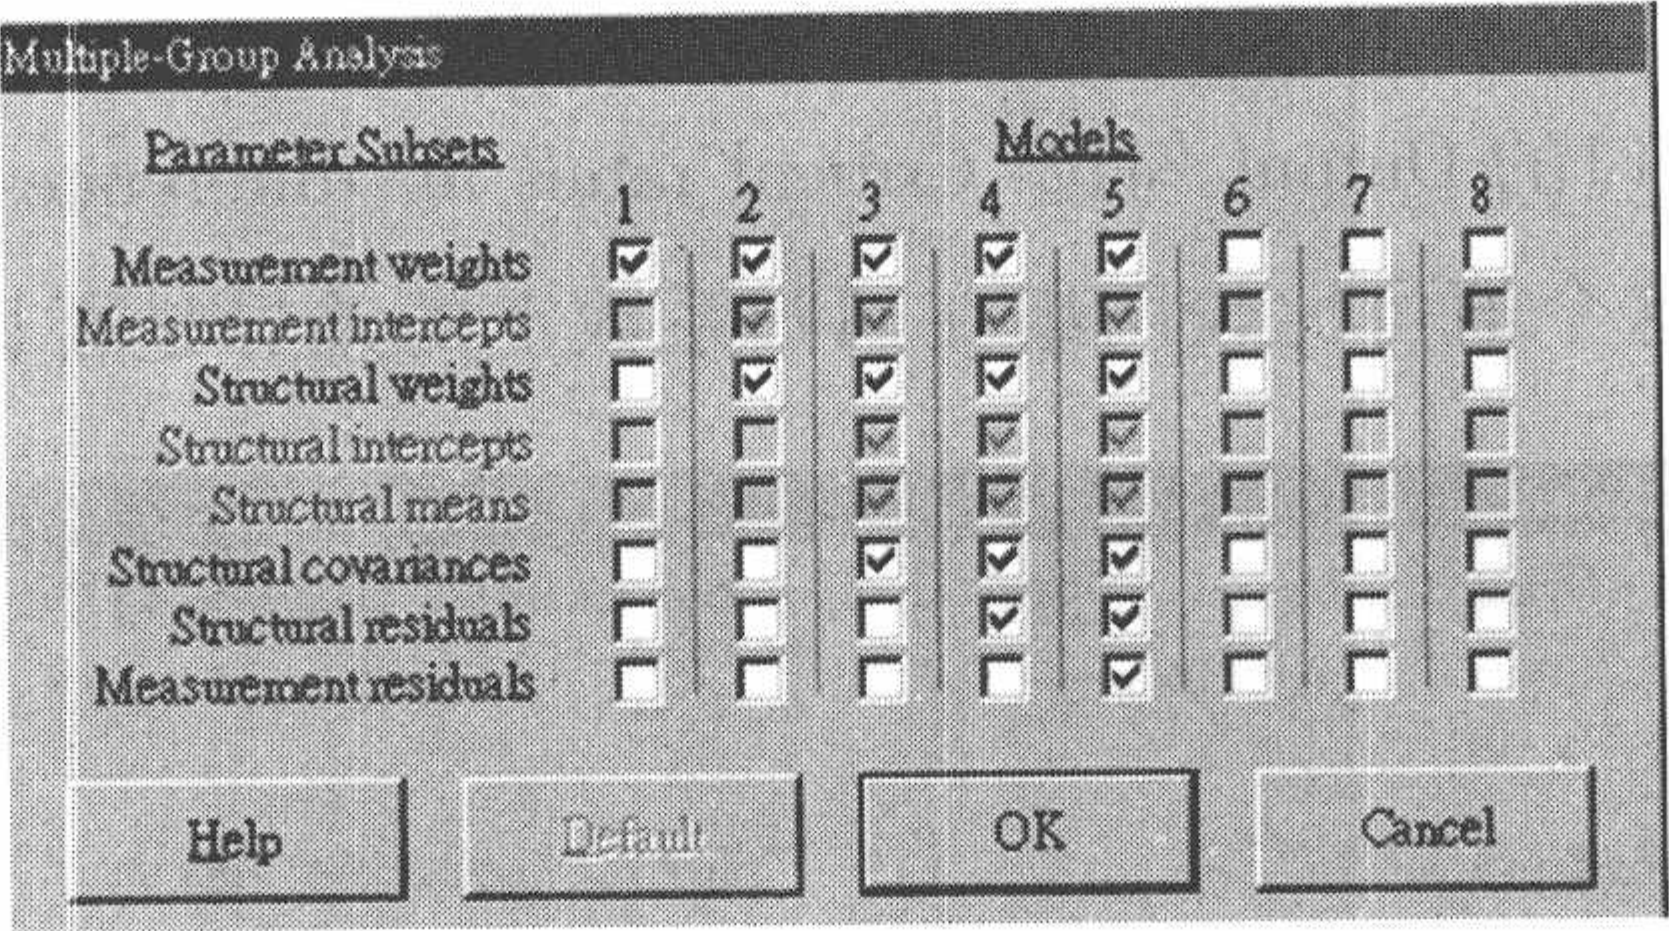 Multiple-Group Analysis
Parameter Subsets Models
1 2 3 4 5 6 7 8
Measurement weights
Measurement intercepts
Structural weights
Structural intercepts
Structural means
Structural covariances
Structural residuals
Measurement residuals
Help Default OK Cancel